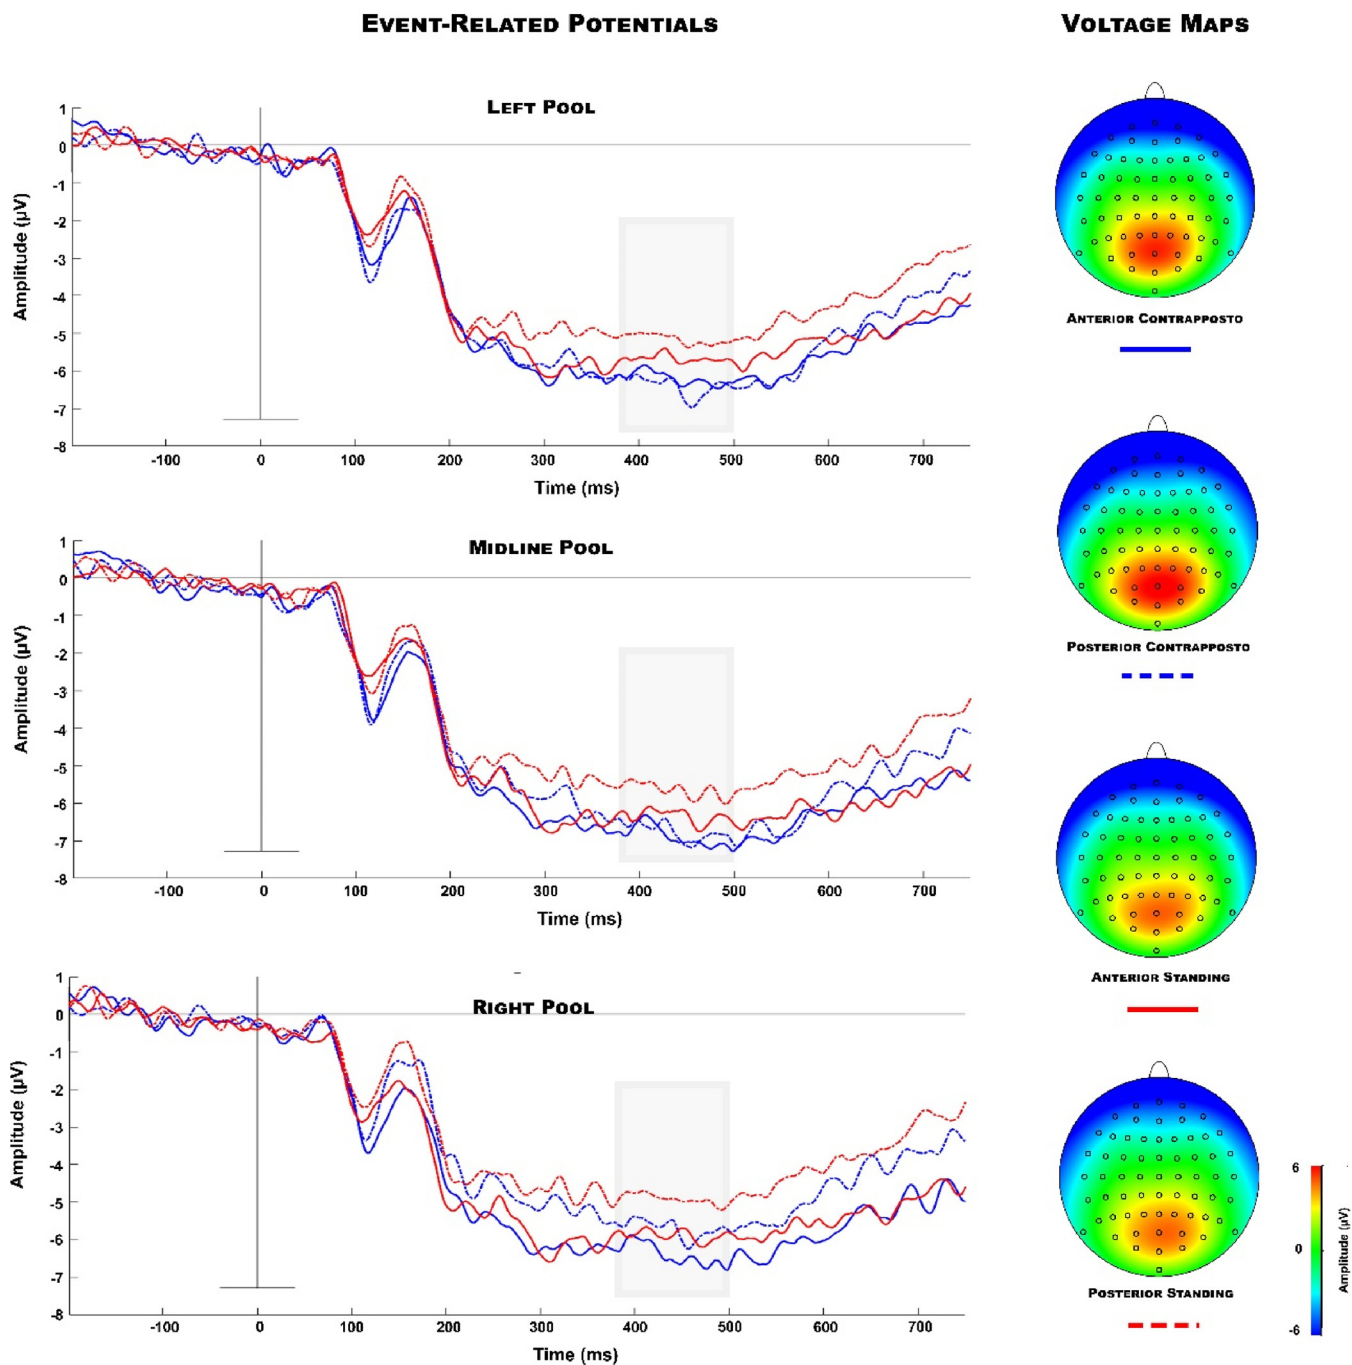 EVENT-RELATED POTENTIALS
VOLTAGE MAPS
LEFT POOL
1
0
-1
-2
-3
-4
-5
-6
-7
-8
Amplitude (µV)
-100 0 100 200 300 400 500 600 700
Time (ms)
MIDLINE POOL
1
0
-1
-2
-3
-4
-5
-6
-7
-8
Amplitude (µV)
-100 0 100 200 300 400 500 600 700
Time (ms)
RIGHT POOL
1
0
-1
-2
-3
-4
-5
-6
-7
-8
Amplitude (µV)
-100 0 100 200 300 400 500 600 700
Time (ms)
ANTERIOR CONTRAPPOSTO
POSTERIOR CONTRAPPOSTO
ANTERIOR STANDING
POSTERIOR STANDING
6
0
-6
Amplitude (µV)